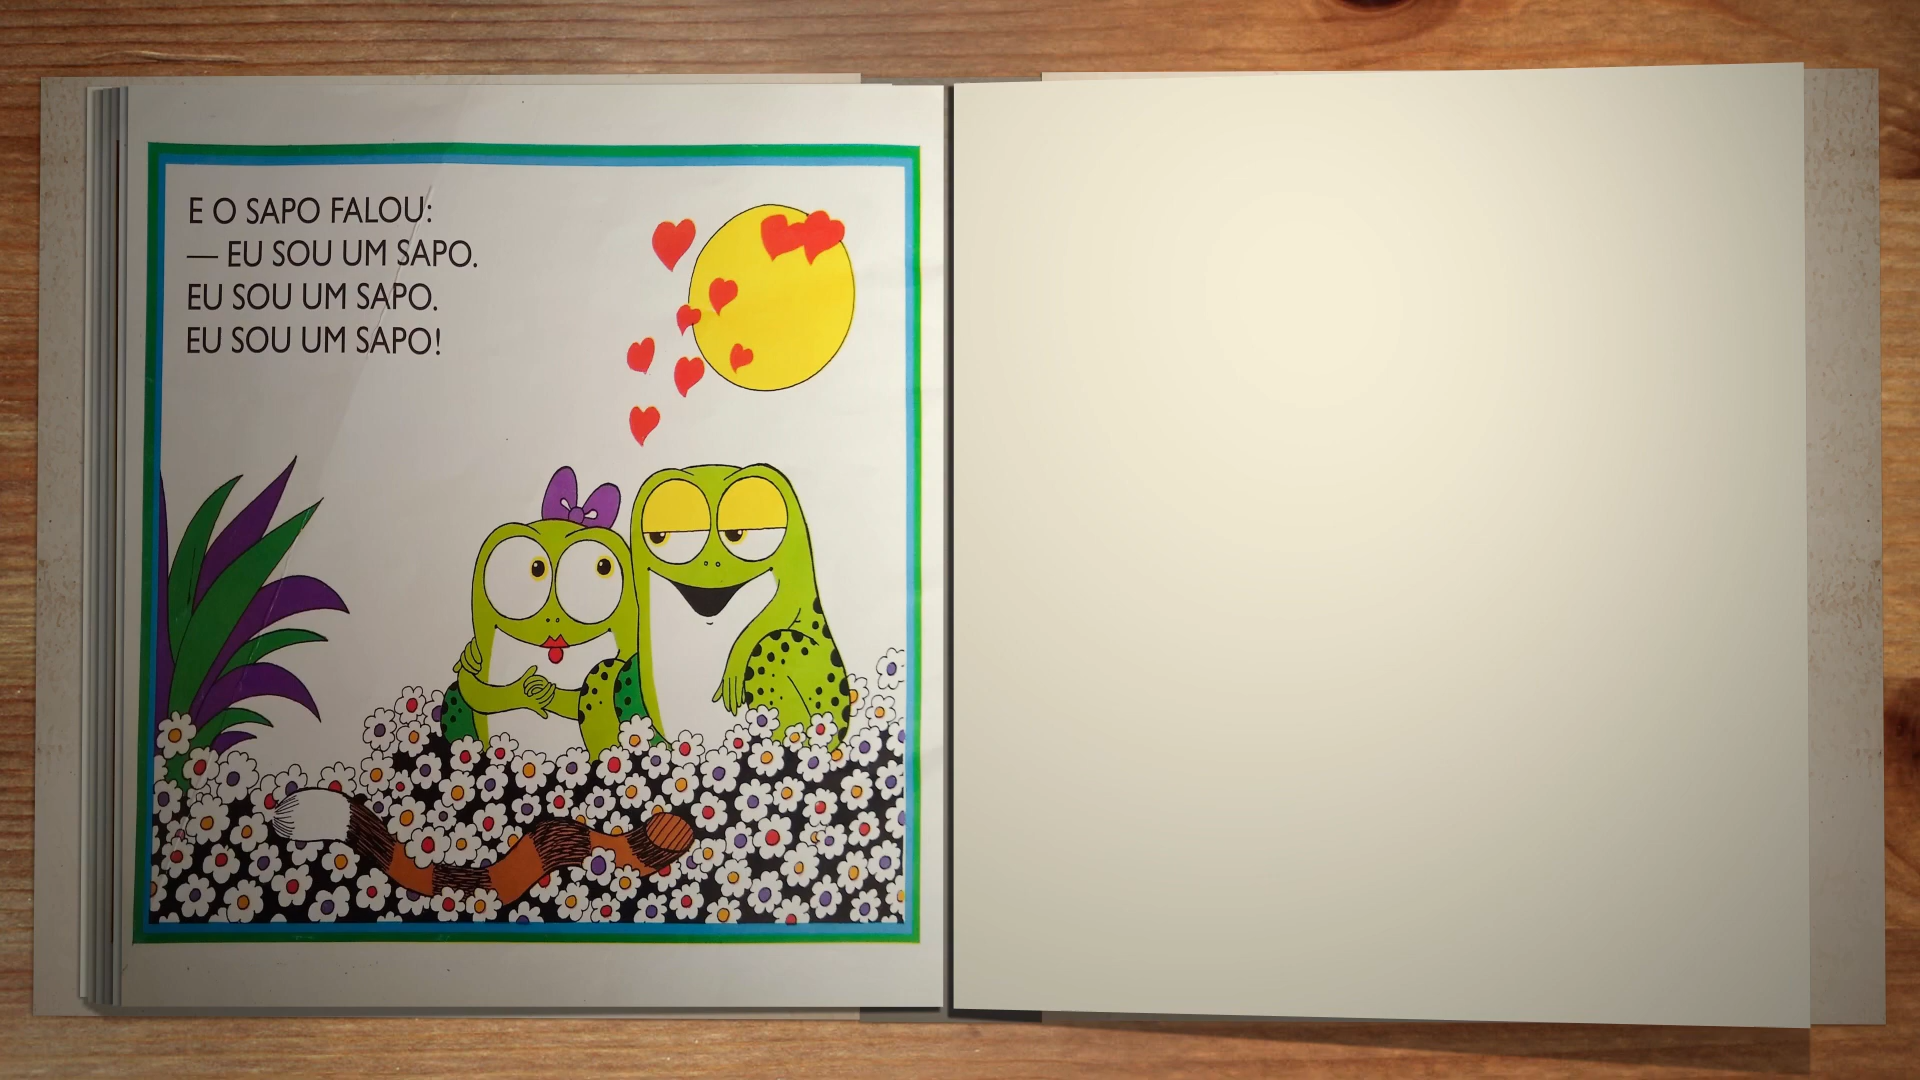 E O SAPO FALOU:
— EU SOU UM SAPO.
EU SOU UM SAPO.
EU SOU UM SAPO!